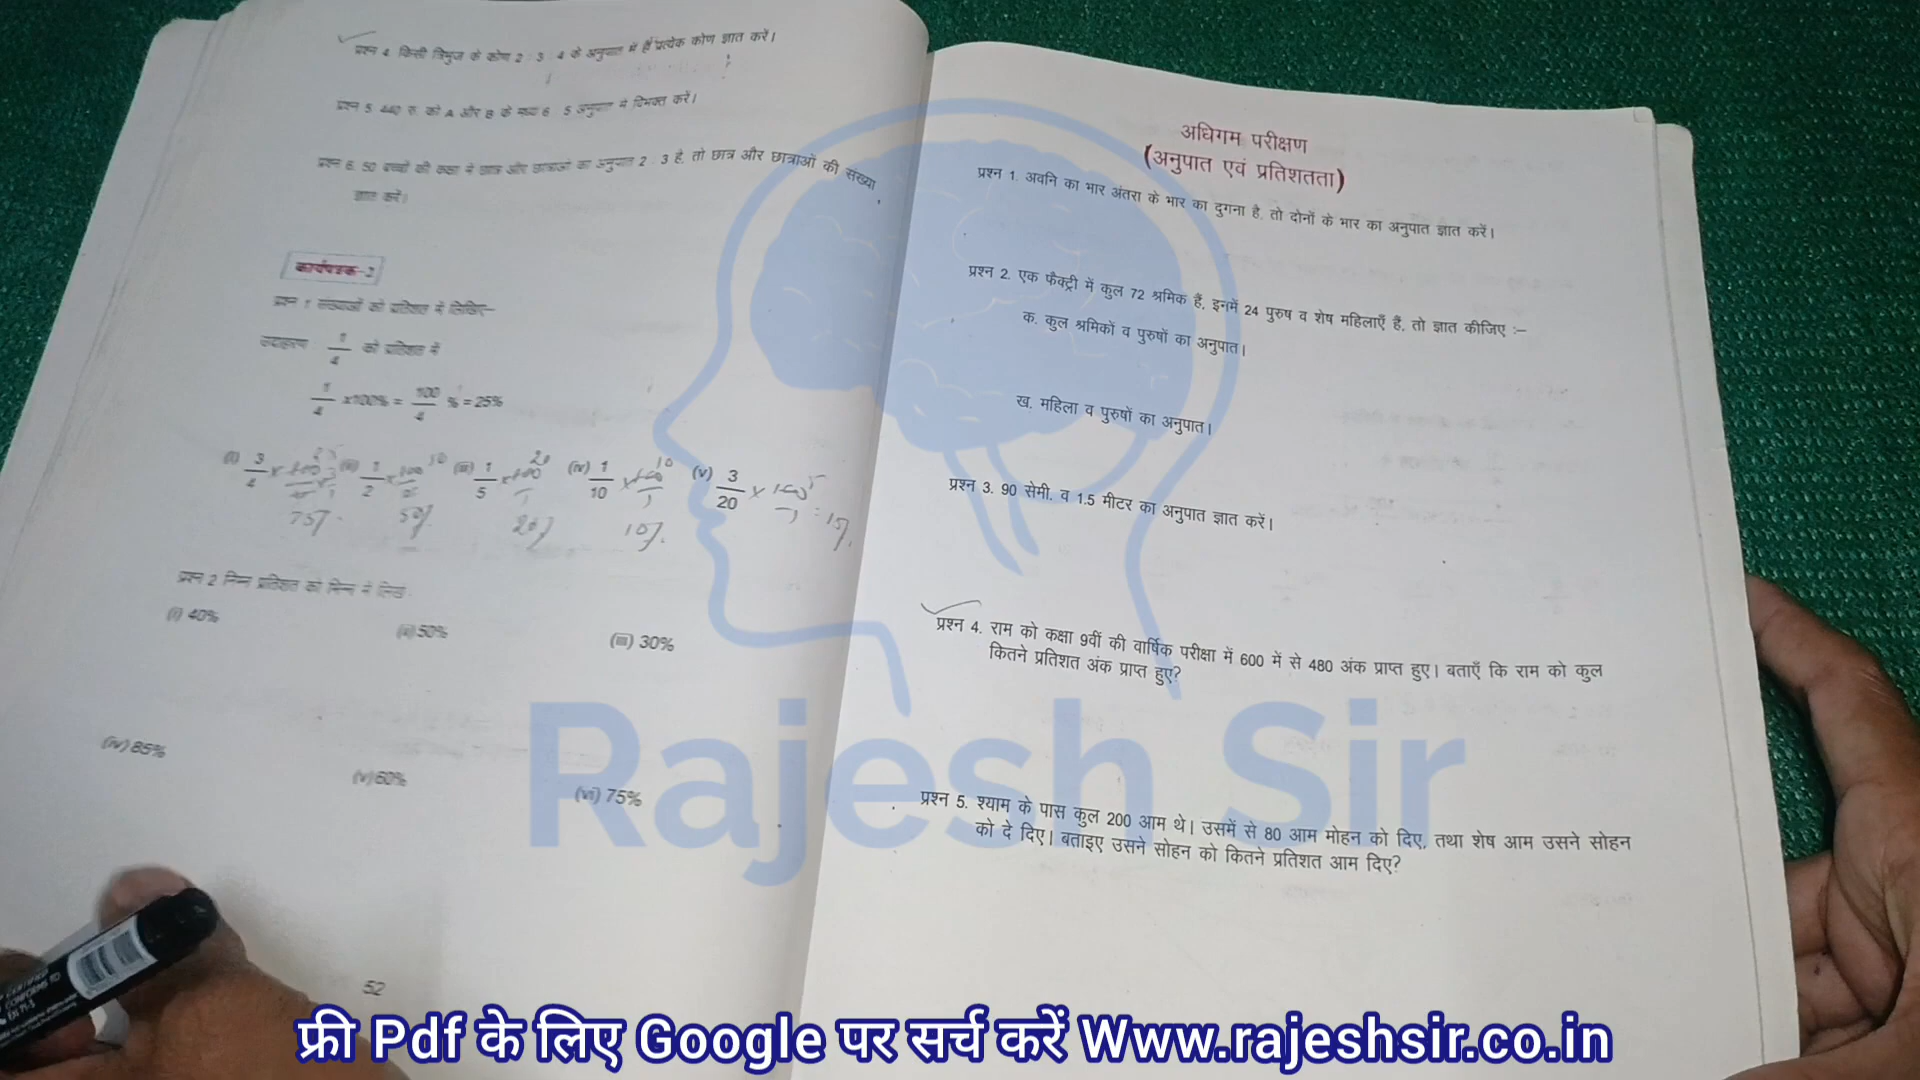 प्रश्न 4. किसी त्रिभुज के कोण 2 : 3 : 4 के अनुपात में हैं प्रत्येक कोण ज्ञात करें।
प्रश्न 5. 440 रु. को A और B के मध्य 6 : 5 अनुपात में विभक्त करें।
प्रश्न 6. 50 बच्चों की कक्षा में छात्र और छात्राओं का अनुपात 2 : 3 है, तो छात्र और छात्राओं की संख्या
ज्ञात करें।
कार्यपत्रक-2
प्रश्न 1 संख्याओं को प्रतिशत में लिखिए—
उदाहरण : 1/4 को प्रतिशत में
1/4 x100% = 100/4 % = 25%
(i) 3/4 (ii) 1/2 x 100 (iii) 1/5 x 100 20 (iv) 1/10 x 100 10 (v) 3/20 x 100 5 = 15%
75%. 50%. 20% 10%.
प्रश्न 2 निम्न प्रतिशत को भिन्न में लिखें
(i) 40% (ii) 50% (iii) 30%
(iv) 85% (v) 60% (vi) 75%
52
अधिगम परीक्षण
(अनुपात एवं प्रतिशतता)
प्रश्न 1. अवनि का भार अंतरा के भार का दुगना है, तो दोनों के भार का अनुपात ज्ञात करें।
प्रश्न 2. एक फैक्ट्री में कुल 72 श्रमिक हैं, इनमें 24 पुरुष व शेष महिलाएँ हैं, तो ज्ञात कीजिए :—
क. कुल श्रमिकों व पुरुषों का अनुपात।
ख. महिला व पुरुषों का अनुपात।
प्रश्न 3. 90 सेमी. व 1.5 मीटर का अनुपात ज्ञात करें।
प्रश्न 4. राम को कक्षा 9वीं की वार्षिक परीक्षा में 600 में से 480 अंक प्राप्त हुए। बताएँ कि राम को कुल
कितने प्रतिशत अंक प्राप्त हुए?
प्रश्न 5. श्याम के पास कुल 200 आम थे। उसमें से 80 आम मोहन को दिए, तथा शेष आम उसने सोहन
को दे दिए। बताइए उसने सोहन को कितने प्रतिशत आम दिए?
Rajesh Sir
फ्री Pdf के लिए Google पर सर्च करें Www.rajeshsir.co.in